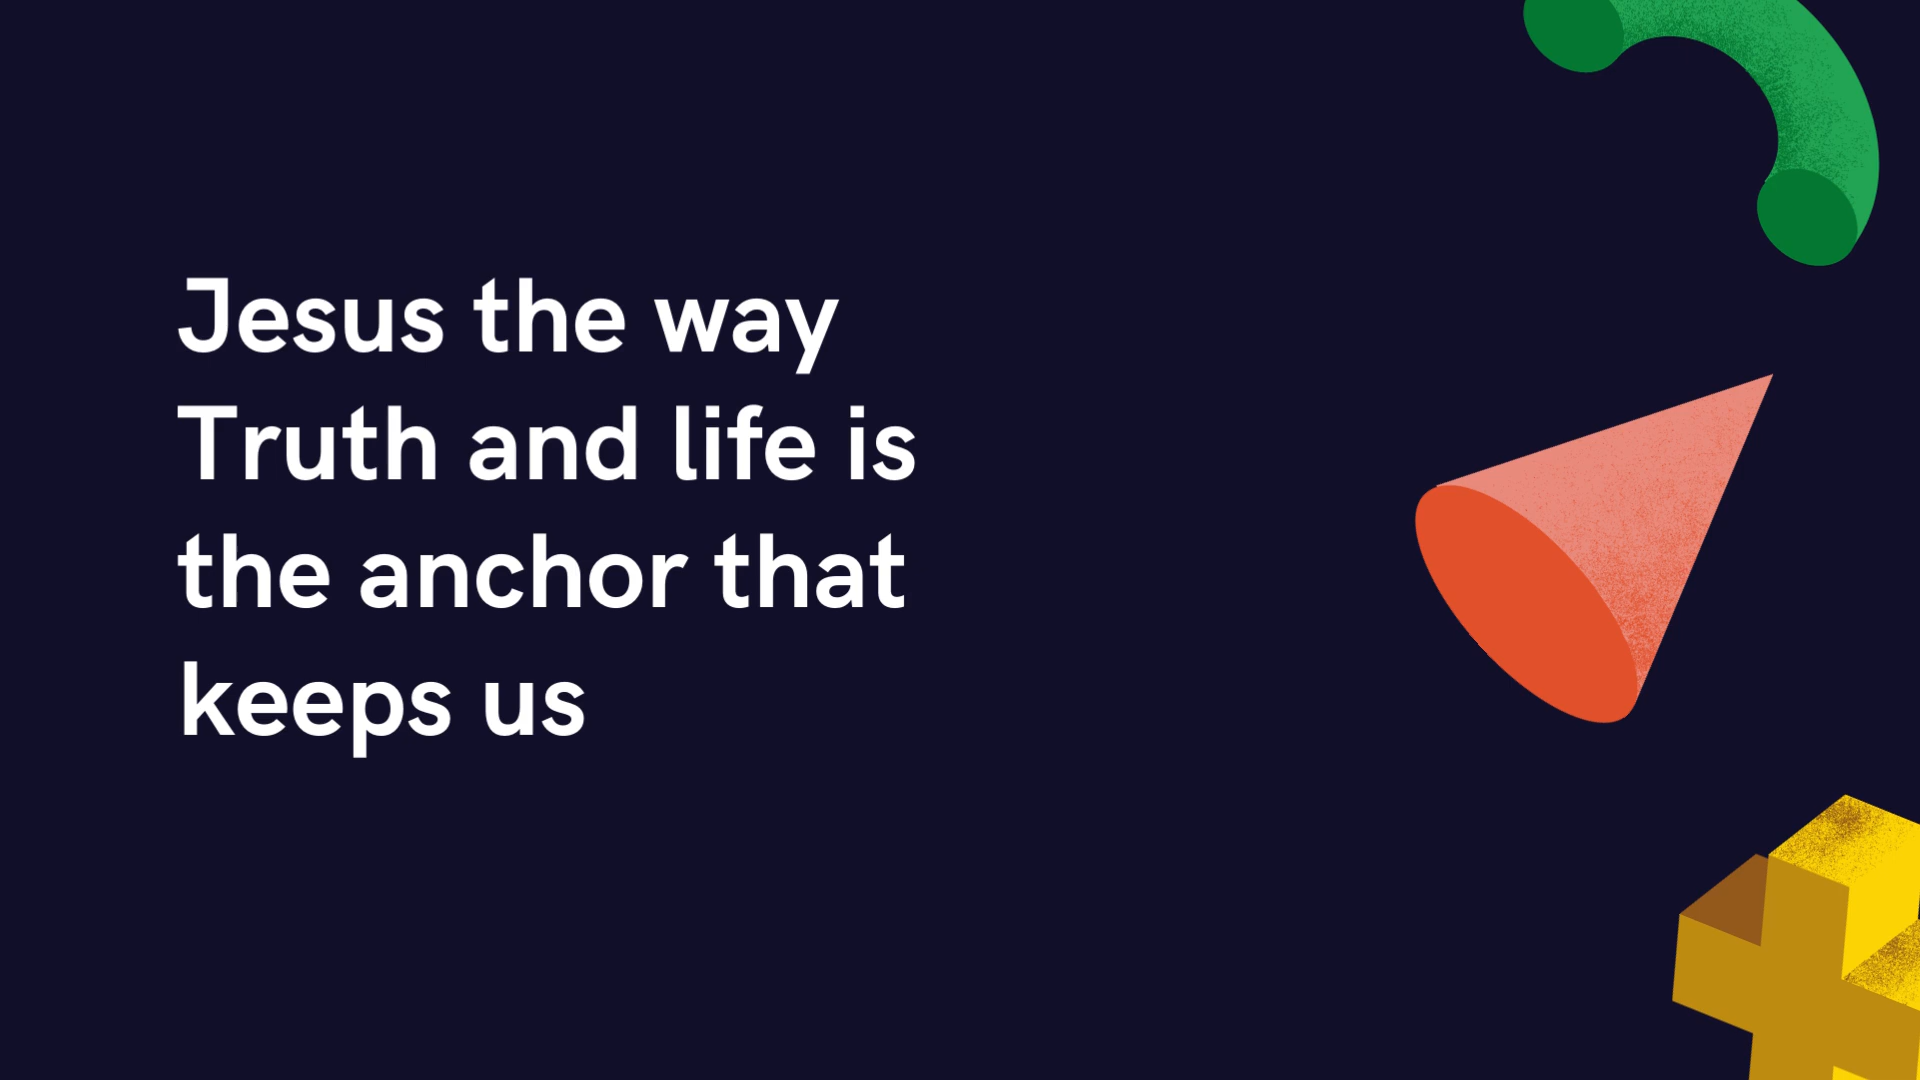 Jesus the way
Truth and life is
the anchor that
keeps us